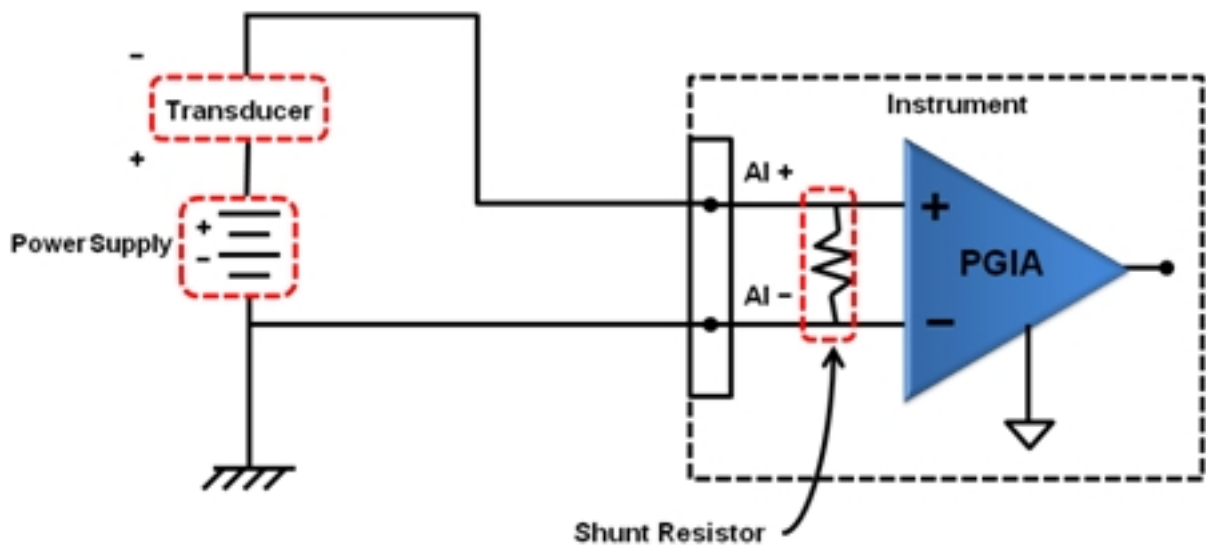 −
Transducer
+
Instrument
AI +
Power Supply
+
−
+
PGIA
AI −
−
Shunt Resistor